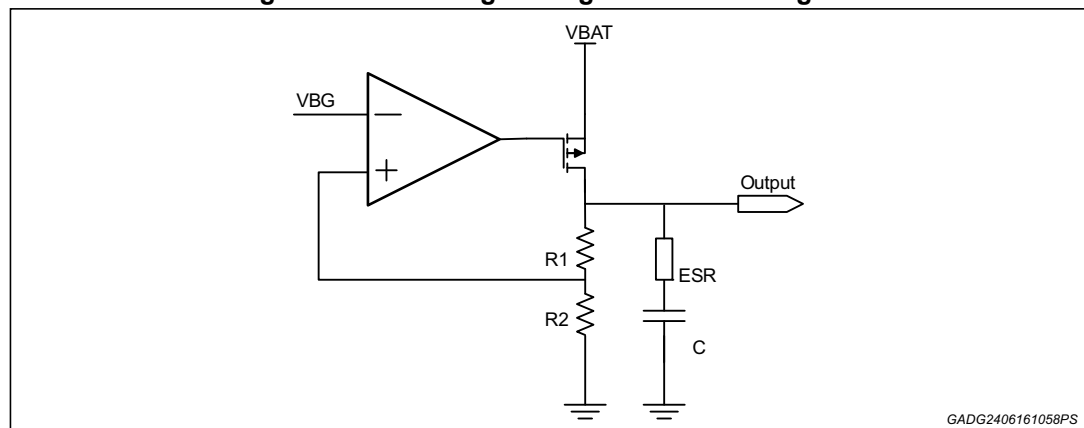 VBAT
VBG
−
+
Output
R1
ESR
R2
C
GADG2406161058PS